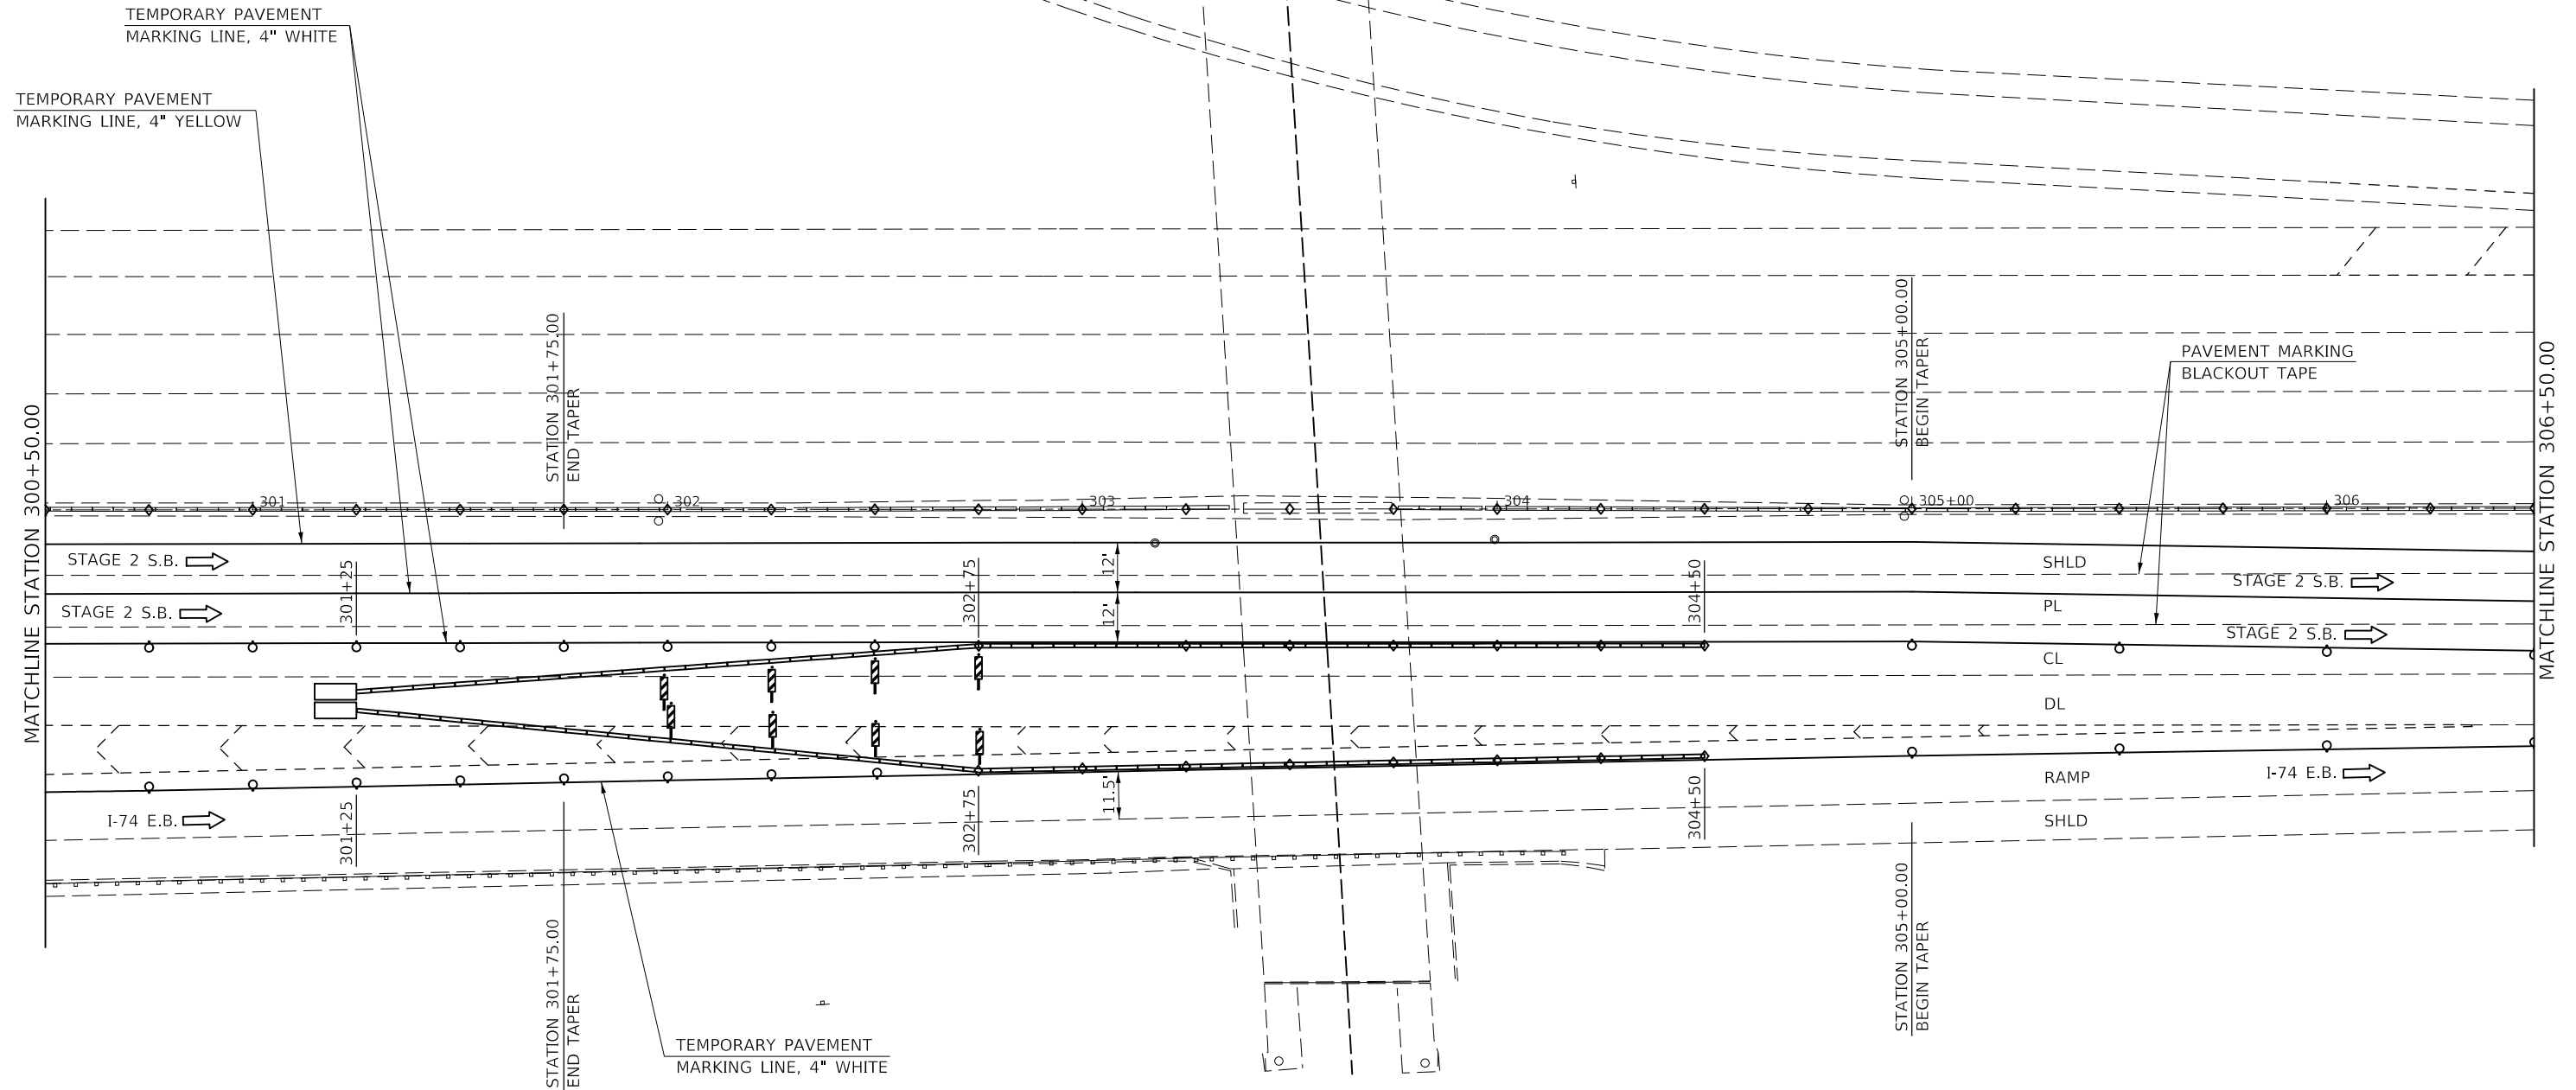 TEMPORARY PAVEMENT
MARKING LINE, 4" WHITE
TEMPORARY PAVEMENT
MARKING LINE, 4" YELLOW
MATCHLINE STATION 300+50.00
STATION 301+75.00
END TAPER
STATION 305+00.00
BEGIN TAPER
PAVEMENT MARKING
BLACKOUT TAPE
MATCHLINE STATION 306+50.00
301
302
303
304
305+00
306
STAGE 2 S.B.
301+25
302+75
12'
304+50
SHLD
STAGE 2 S.B.
STAGE 2 S.B.
12'
PL
STAGE 2 S.B.
CL
DL
RAMP
I-74 E.B.
I-74 E.B.
301+25
302+75
11.5'
304+50
SHLD
STATION 301+75.00
END TAPER
STATION 305+00.00
BEGIN TAPER
TEMPORARY PAVEMENT
MARKING LINE, 4" WHITE